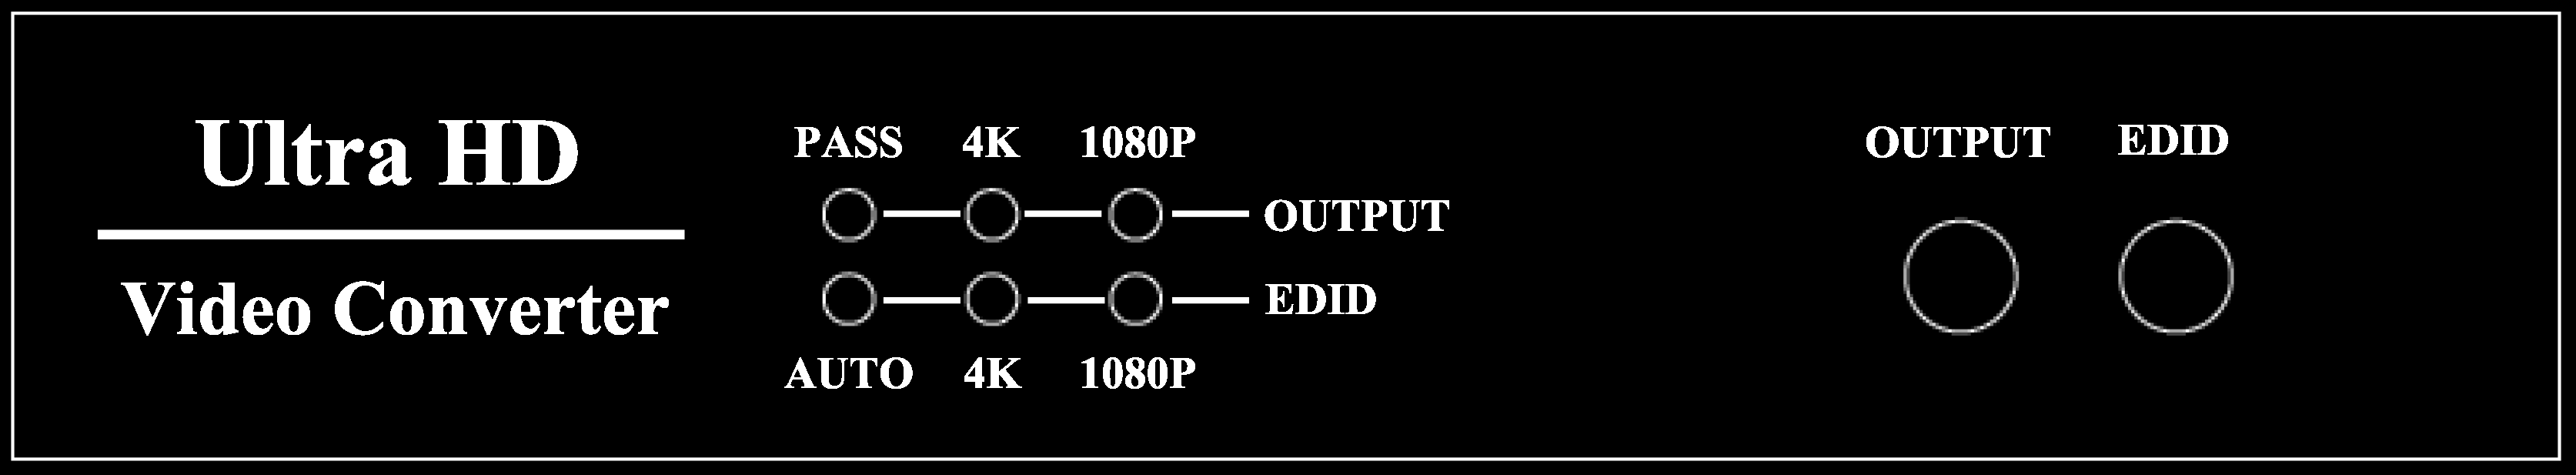 Ultra HD
Video Converter
PASS 4K 1080P
OUTPUT
EDID
AUTO 4K 1080P
OUTPUT EDID